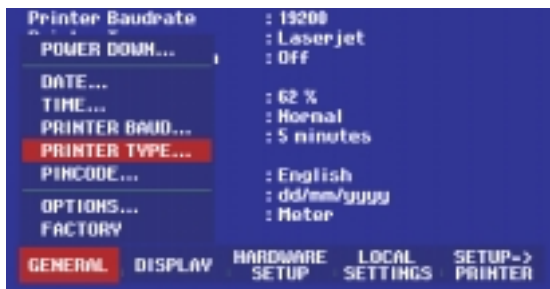 Printer Baudrate : 19200
: Laserjet
POWER DOWN...
: Off
DATE...
TIME... : 62 %
PRINTER BAUD... : Normal
PRINTER TYPE... : 5 minutes
PINCODE... : English
OPTIONS... : dd/mm/yyyy
FACTORY : Meter
GENERAL DISPLAY HARDWARE SETUP LOCAL SETTINGS SETUP-> PRINTER